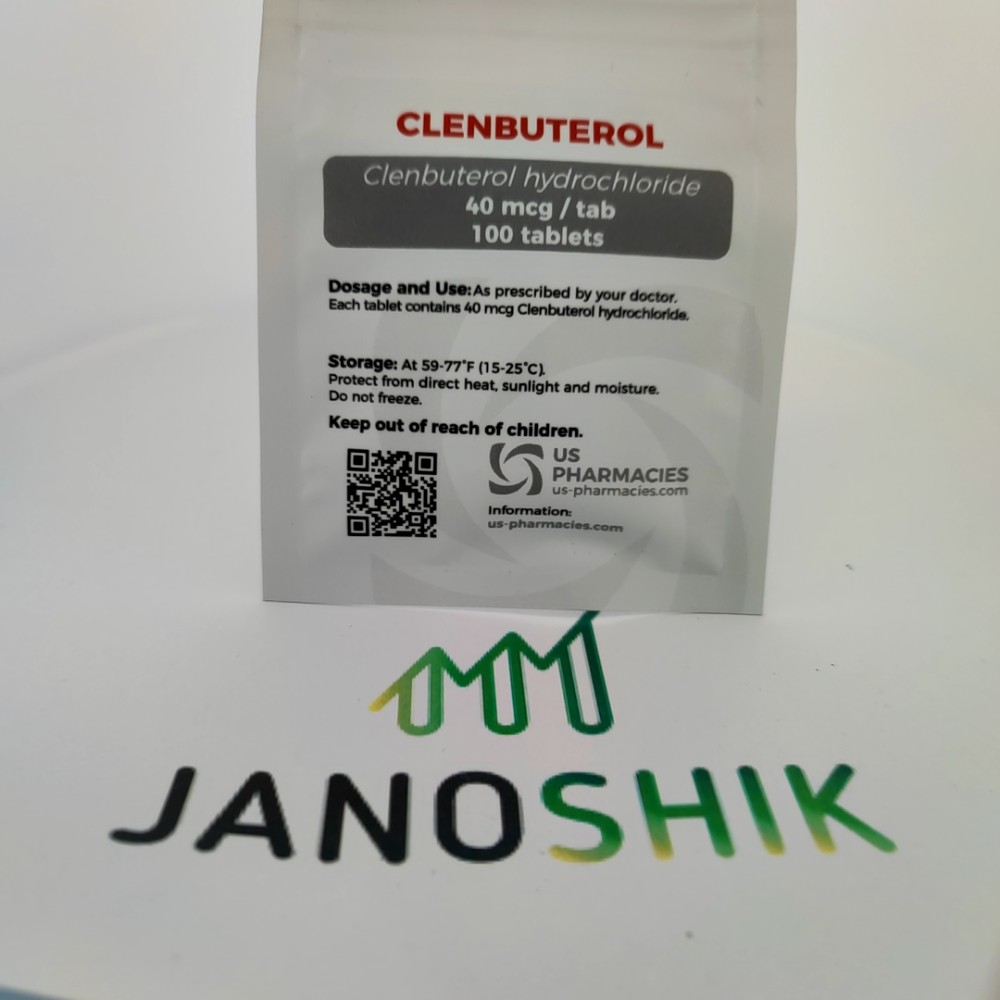 CLENBUTEROL
Clenbuterol hydrochloride
40 mcg / tab
100 tablets
Dosage and Use: As prescribed by your doctor.
Each tablet contains 40 mcg Clenbuterol hydrochloride.
Storage: At 59-77°F (15-25°C).
Protect from direct heat, sunlight and moisture.
Do not freeze.
Keep out of reach of children.
US
PHARMACIES
us-pharmacies.com
Information:
us-pharmacies.com
JANOSHIK